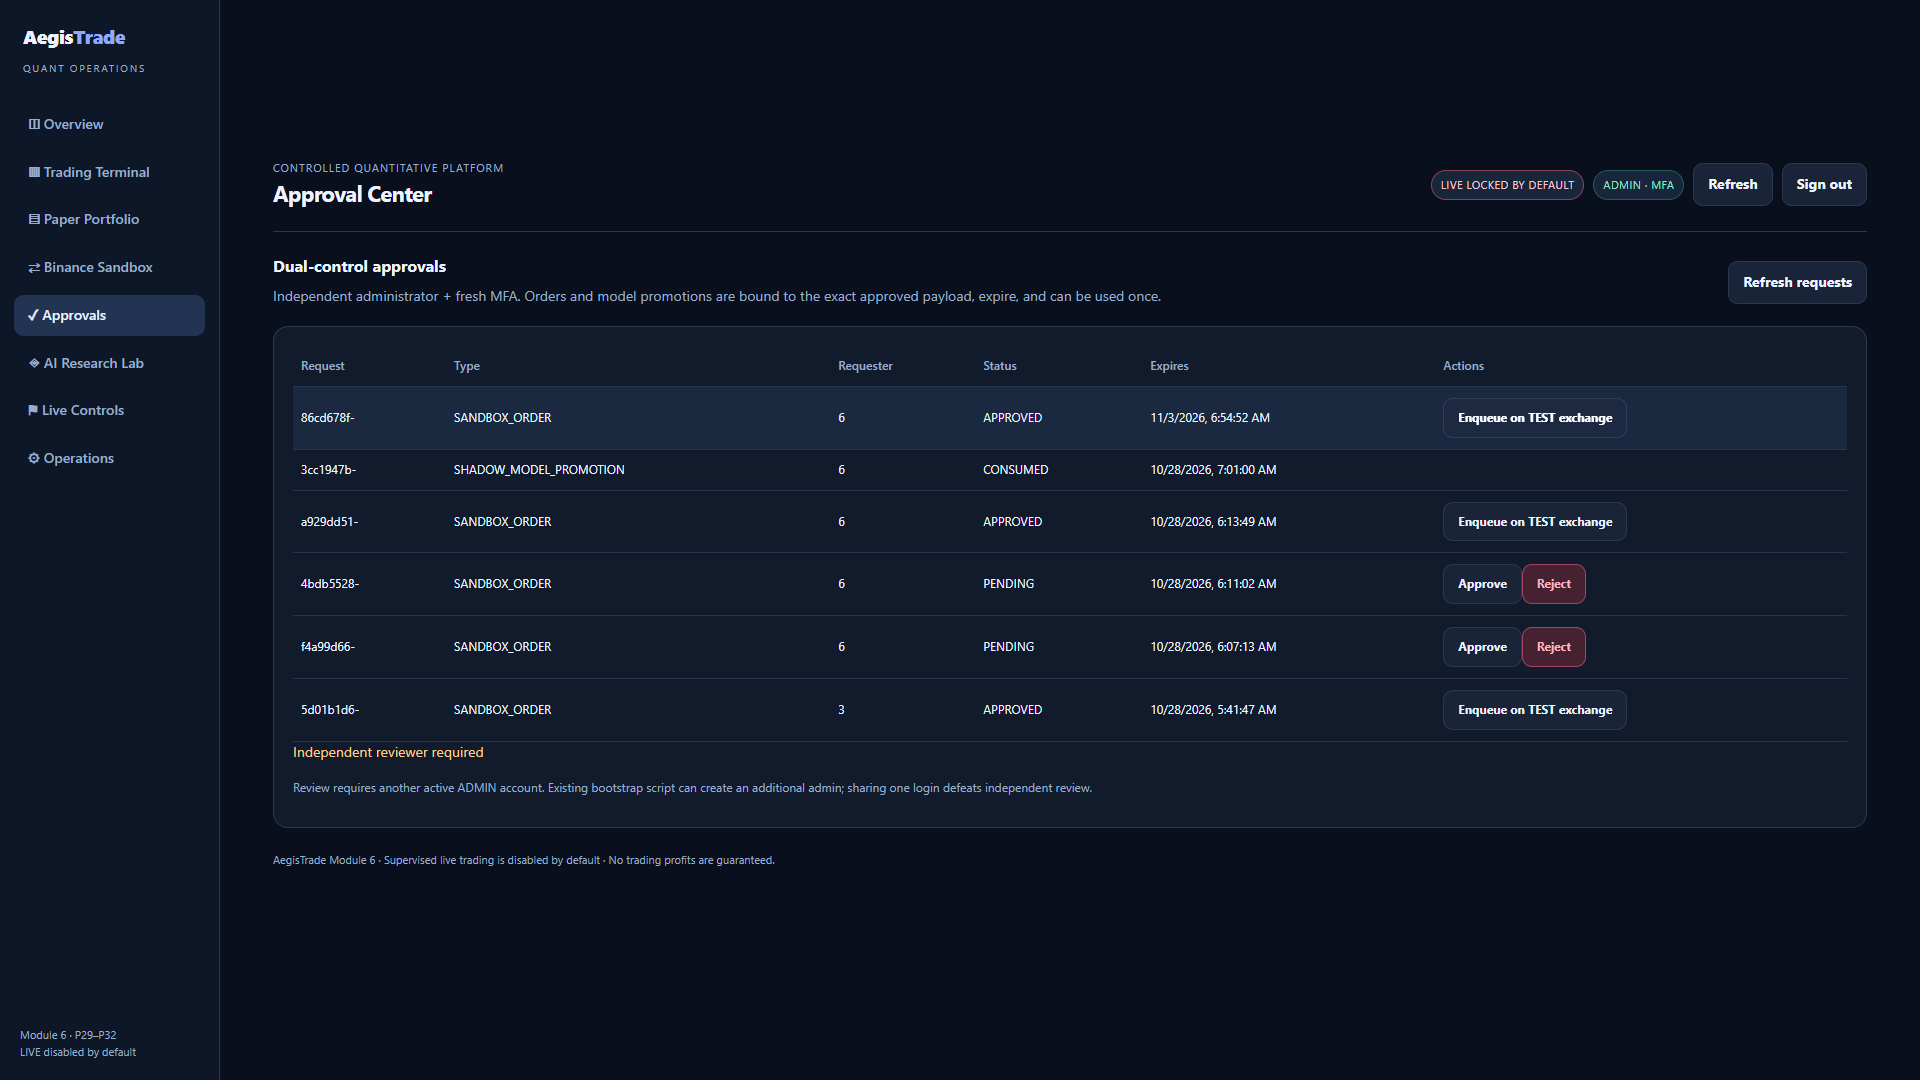 AegisTrade
QUANT OPERATIONS
Overview
Trading Terminal
Paper Portfolio
Binance Sandbox
Approvals
AI Research Lab
Live Controls
Operations
Module 6 · P29–P32
LIVE disabled by default
CONTROLLED QUANTITATIVE PLATFORM
Approval Center
LIVE LOCKED BY DEFAULT
ADMIN · MFA
Refresh
Sign out
Dual-control approvals
Independent administrator + fresh MFA. Orders and model promotions are bound to the exact approved payload, expire, and can be used once.
Refresh requests
Request Type Requester Status Expires Actions
86cd678f- SANDBOX_ORDER 6 APPROVED 11/3/2026, 6:54:52 AM Enqueue on TEST exchange
3cc1947b- SHADOW_MODEL_PROMOTION 6 CONSUMED 10/28/2026, 7:01:00 AM
a929dd51- SANDBOX_ORDER 6 APPROVED 10/28/2026, 6:13:49 AM Enqueue on TEST exchange
4bdb5528- SANDBOX_ORDER 6 PENDING 10/28/2026, 6:11:02 AM Approve Reject
f4a99d66- SANDBOX_ORDER 6 PENDING 10/28/2026, 6:07:13 AM Approve Reject
5d01b1d6- SANDBOX_ORDER 3 APPROVED 10/28/2026, 5:41:47 AM Enqueue on TEST exchange
Independent reviewer required
Review requires another active ADMIN account. Existing bootstrap script can create an additional admin; sharing one login defeats independent review.
AegisTrade Module 6 · Supervised live trading is disabled by default · No trading profits are guaranteed.